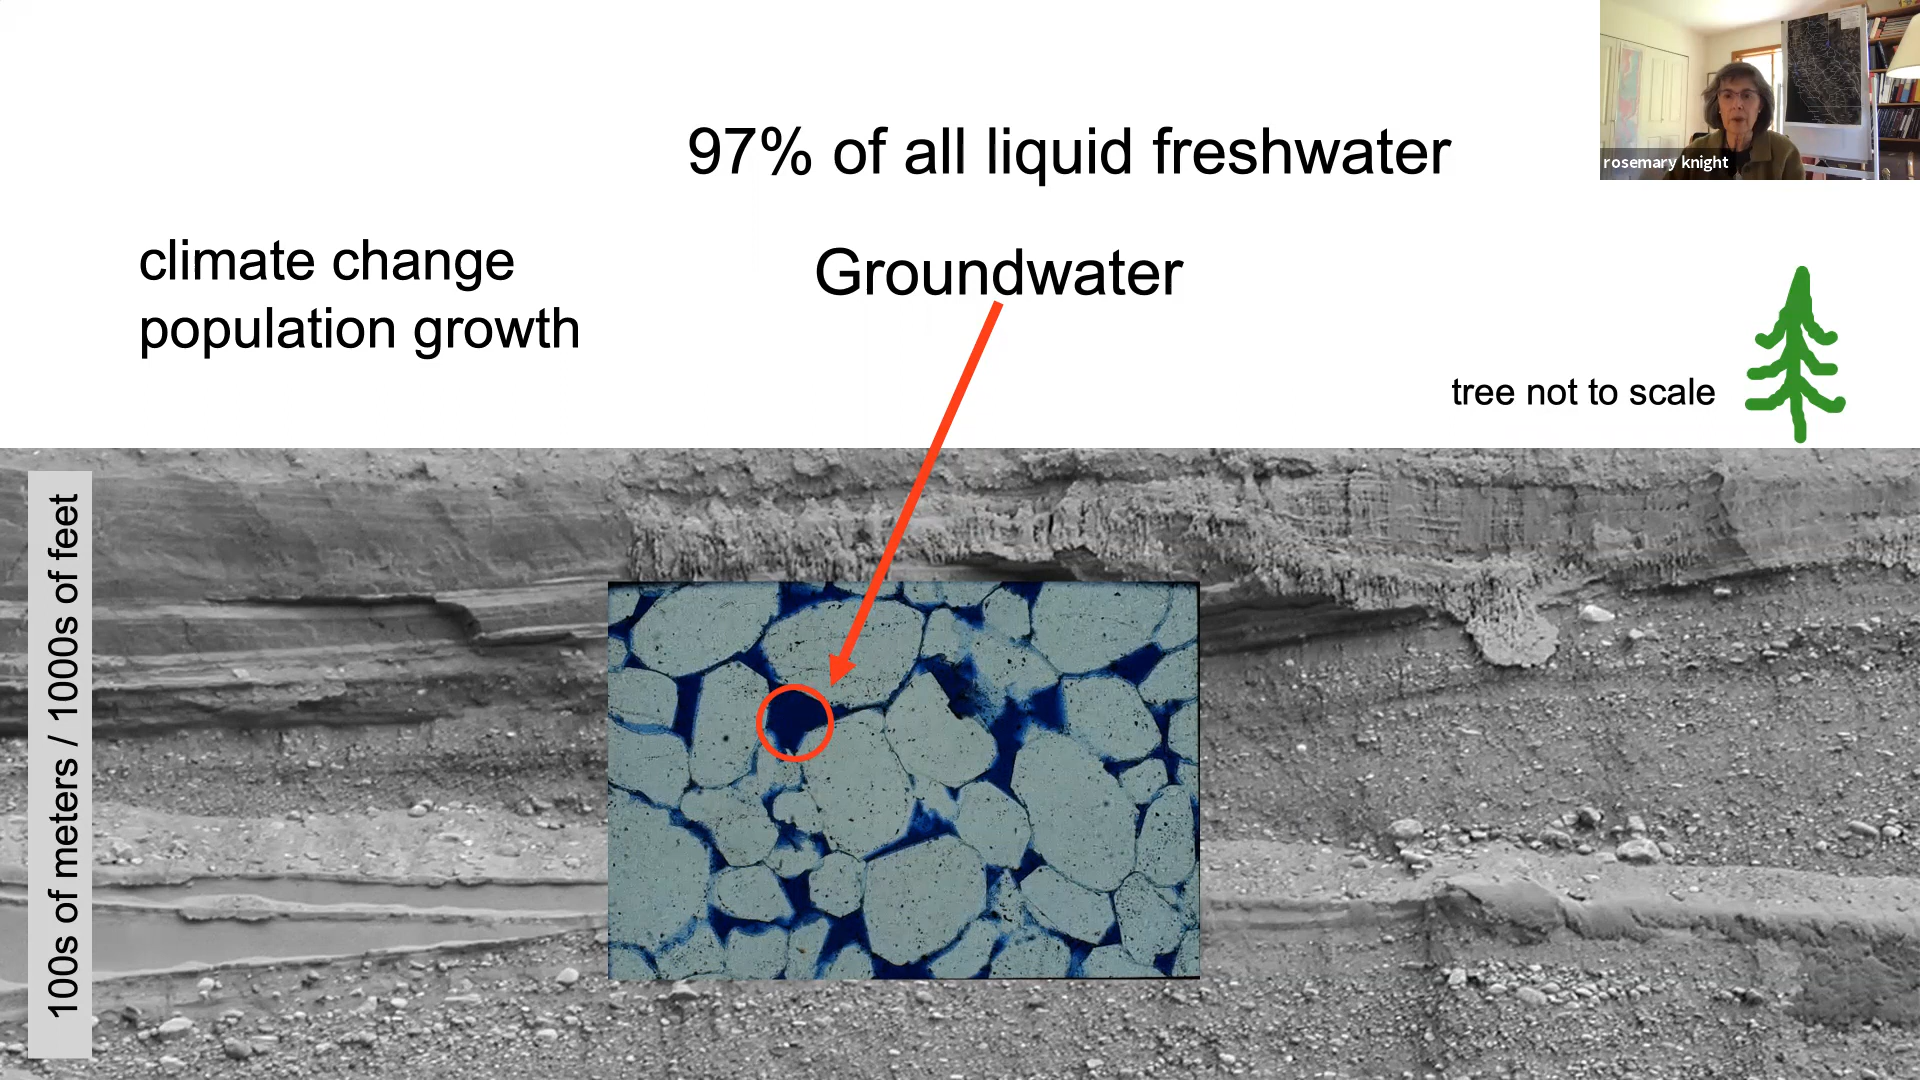 97% of all liquid freshwater
rosemary knight
climate change
population growth
Groundwater
tree not to scale
100s of meters / 1000s of feet